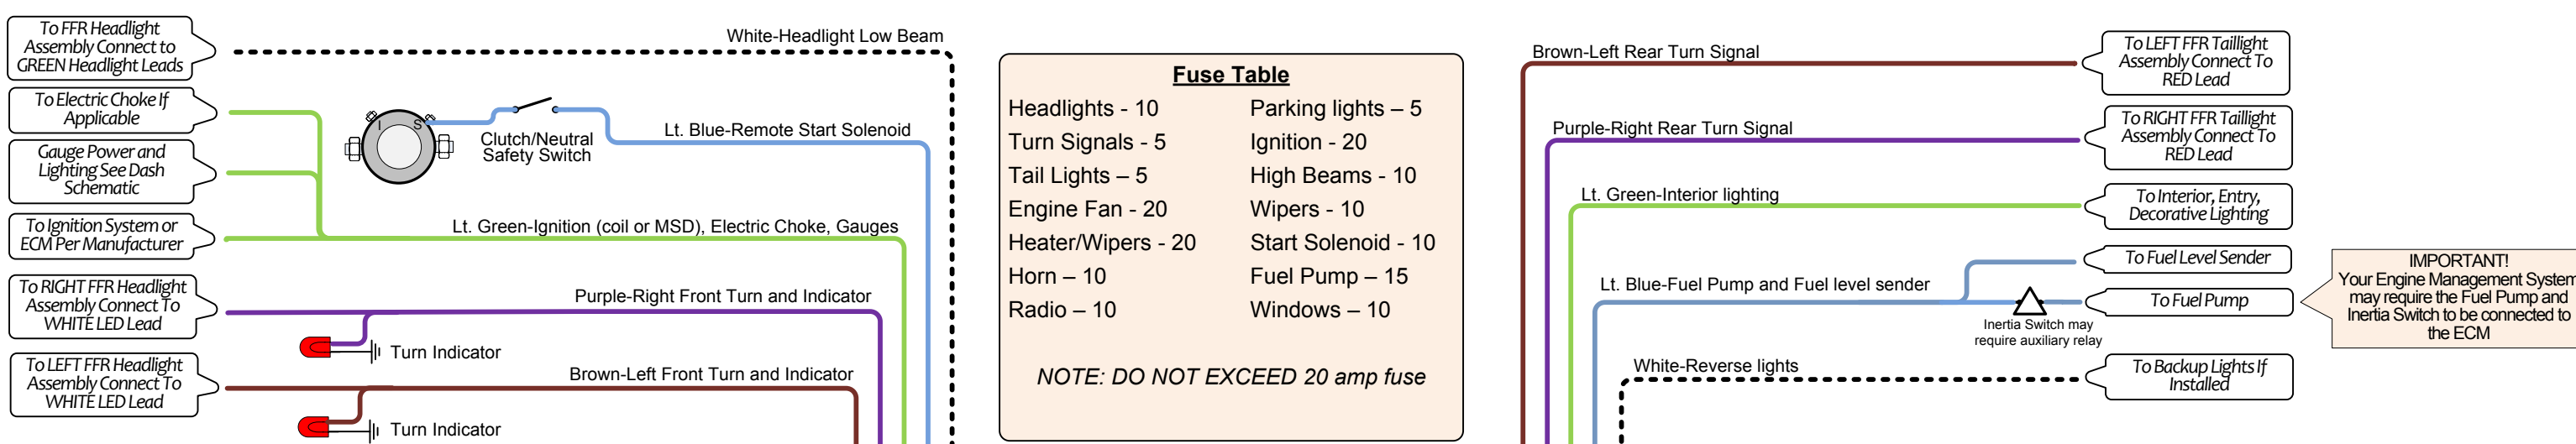 To FFR Headlight
Assembly Connect to
GREEN Headlight Leads
To Electric Choke If
Applicable
Gauge Power and
Lighting See Dash
Schematic
To Ignition System or
ECM Per Manufacturer
To RIGHT FFR Headlight
Assembly Connect To
WHITE LED Lead
To LEFT FFR Headlight
Assembly Connect To
WHITE LED Lead
White-Headlight Low Beam
I
S
Clutch/Neutral
Safety Switch
Lt. Blue-Remote Start Solenoid
Lt. Green-Ignition (coil or MSD), Electric Choke, Gauges
Purple-Right Front Turn and Indicator
Turn Indicator
Brown-Left Front Turn and Indicator
Turn Indicator
Fuse Table
Headlights - 10
Turn Signals - 5
Tail Lights – 5
Engine Fan - 20
Heater/Wipers - 20
Horn – 10
Radio – 10
Parking lights – 5
Ignition - 20
High Beams - 10
Wipers - 10
Start Solenoid - 10
Fuel Pump – 15
Windows – 10
NOTE: DO NOT EXCEED 20 amp fuse
Brown-Left Rear Turn Signal
Purple-Right Rear Turn Signal
Lt. Green-Interior lighting
Lt. Blue-Fuel Pump and Fuel level sender
Inertia Switch may
require auxiliary relay
White-Reverse lights
To LEFT FFR Taillight
Assembly Connect To
RED Lead
To RIGHT FFR Taillight
Assembly Connect To
RED Lead
To Interior, Entry,
Decorative Lighting
To Fuel Level Sender
To Fuel Pump
To Backup Lights If
Installed
IMPORTANT!
Your Engine Management System
may require the Fuel Pump and
Inertia Switch to be connected to
the ECM